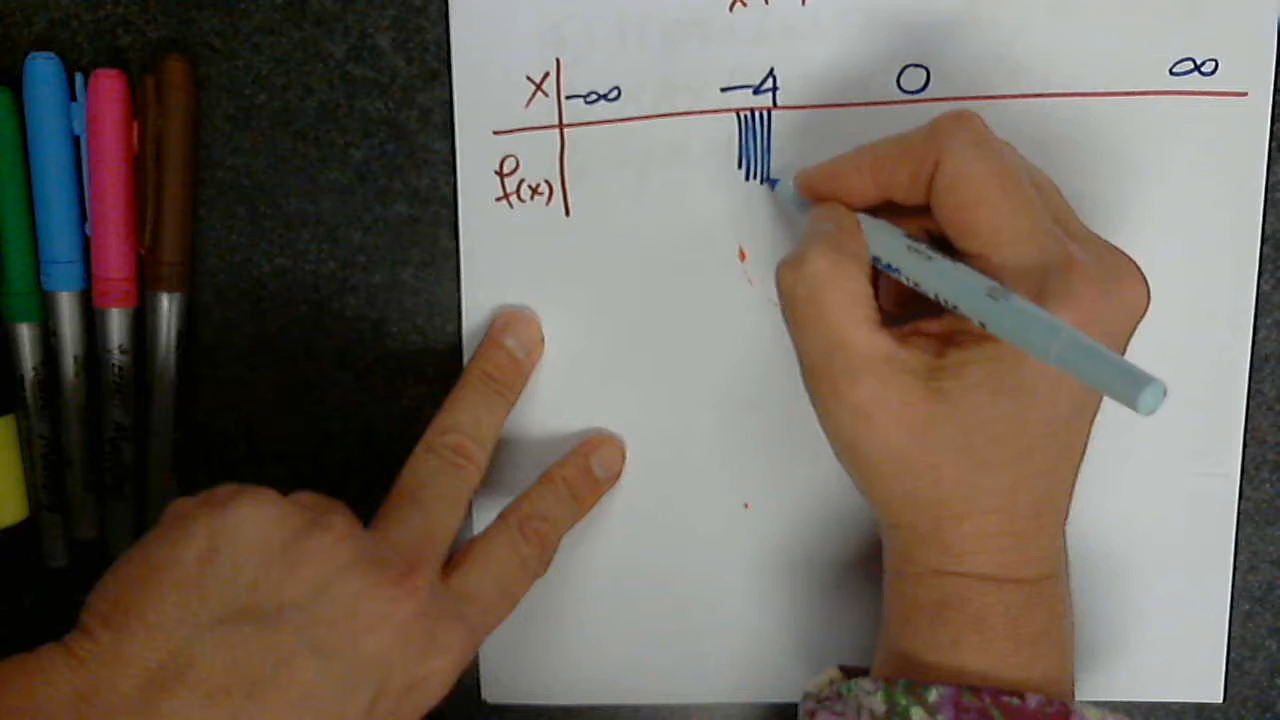 x -∞ -4 0 ∞
f(x)